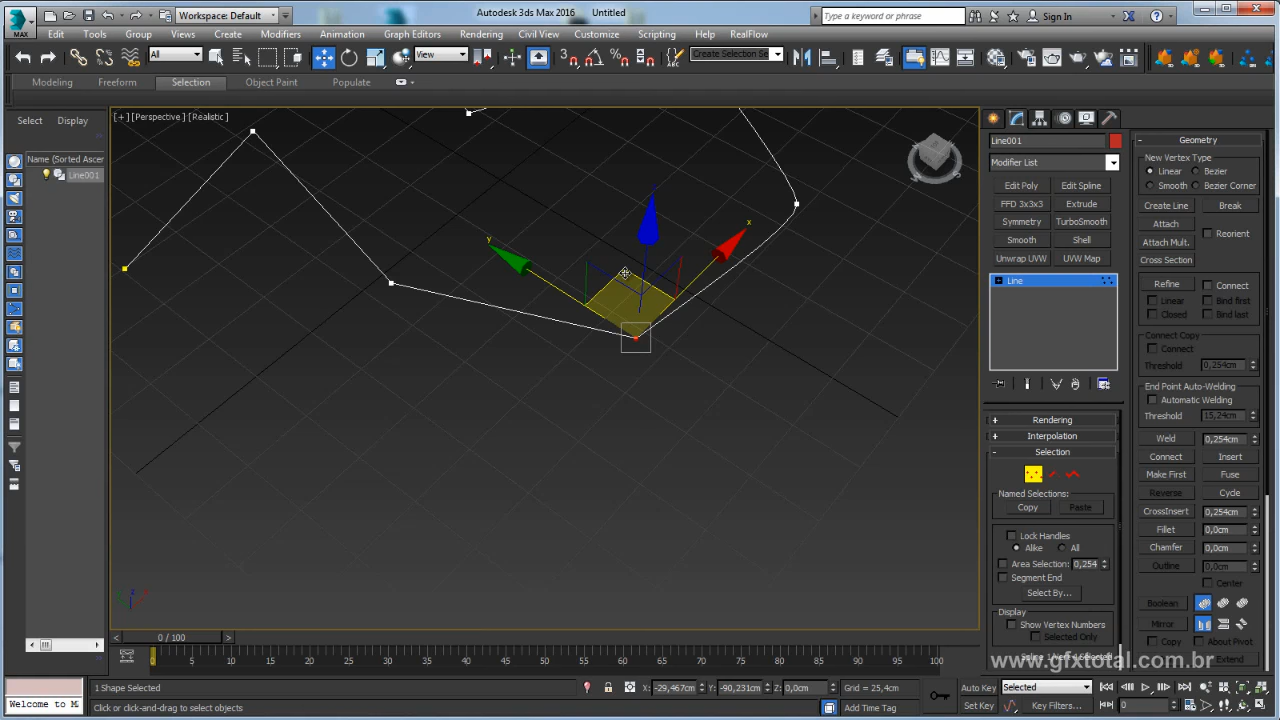 Workspace: Default
Autodesk 3ds Max 2016 Untitled
Type a keyword or phrase
Sign In
MAX
Edit Tools Group Views Create Modifiers Animation Graph Editors Rendering Civil View Customize Scripting Help RealFlow
All
View
Create Selection Se
Modeling Freeform Selection Object Paint Populate
Select Display
Name (Sorted Ascen
Line001
[+] [Perspective] [Realistic]
x
y
z
Line001
Modifier List
Edit Poly Edit Spline
FFD 3x3x3 Extrude
Symmetry TurboSmooth
Smooth Shell
Unwrap UVW UVW Map
Line
+ Rendering
+ Interpolation
- Selection
Named Selections:
Copy Paste
Lock Handles
Alike All
Area Selection: 0,254
Segment End
Select By...
Display
Show Vertex Numbers
Selected Only
- Geometry
New Vertex Type
Linear Bezier
Smooth Bezier Corner
Create Line Break
Attach
Reorient
Attach Mult.
Cross Section
Refine Connect
Linear Bind first
Closed Bind last
Connect Copy
Connect
Threshold 0,254cm
End Point Auto-Welding
Automatic Welding
Threshold 15,24cm
Weld 0,254cm
Connect Insert
Make First Fuse
Reverse Cycle
CrossInsert 0,254cm
Fillet 0,0cm
Chamfer 0,0cm
Outline 0,0cm
Center
Boolean
Mirror
Copy About Pivot
Extend
www.gfxtotal.com.br
< 0 / 100 >
0 5 10 15 20 25 30 35 40 45 50 55 60 65 70 75 80 85 90 95 100
1 Shape Selected
X: -29,467cm Y: -90,231cm Z: 0,0cm Grid = 25,4cm
Auto Key Selected
Welcome to M
Click or click-and-drag to select objects
Add Time Tag
Set Key Key Filters... 0